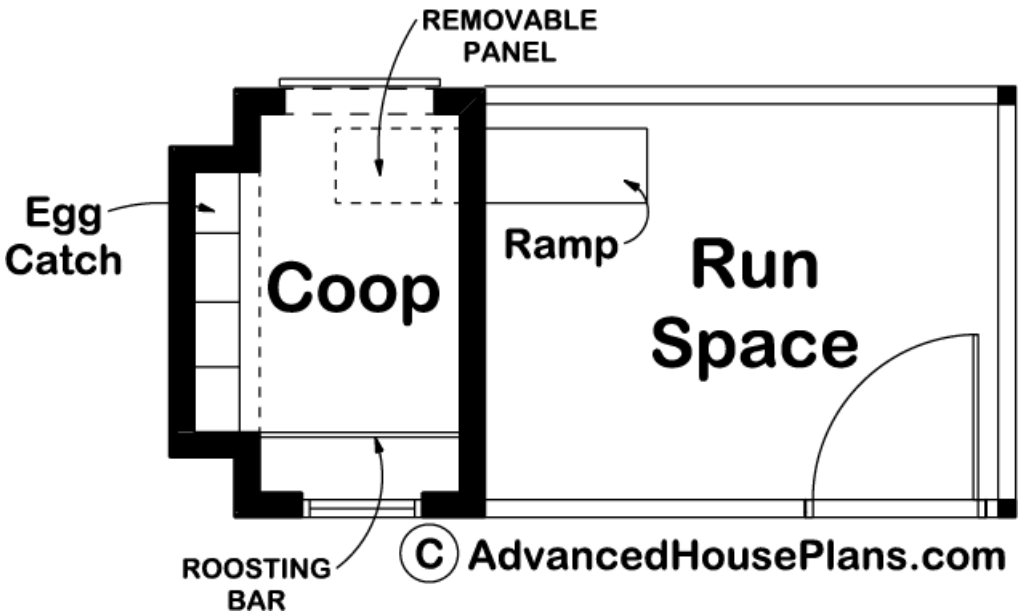 REMOVABLE
PANEL
Egg
Catch
Ramp
Coop
Run
Space
ROOSTING
BAR
© AdvancedHousePlans.com